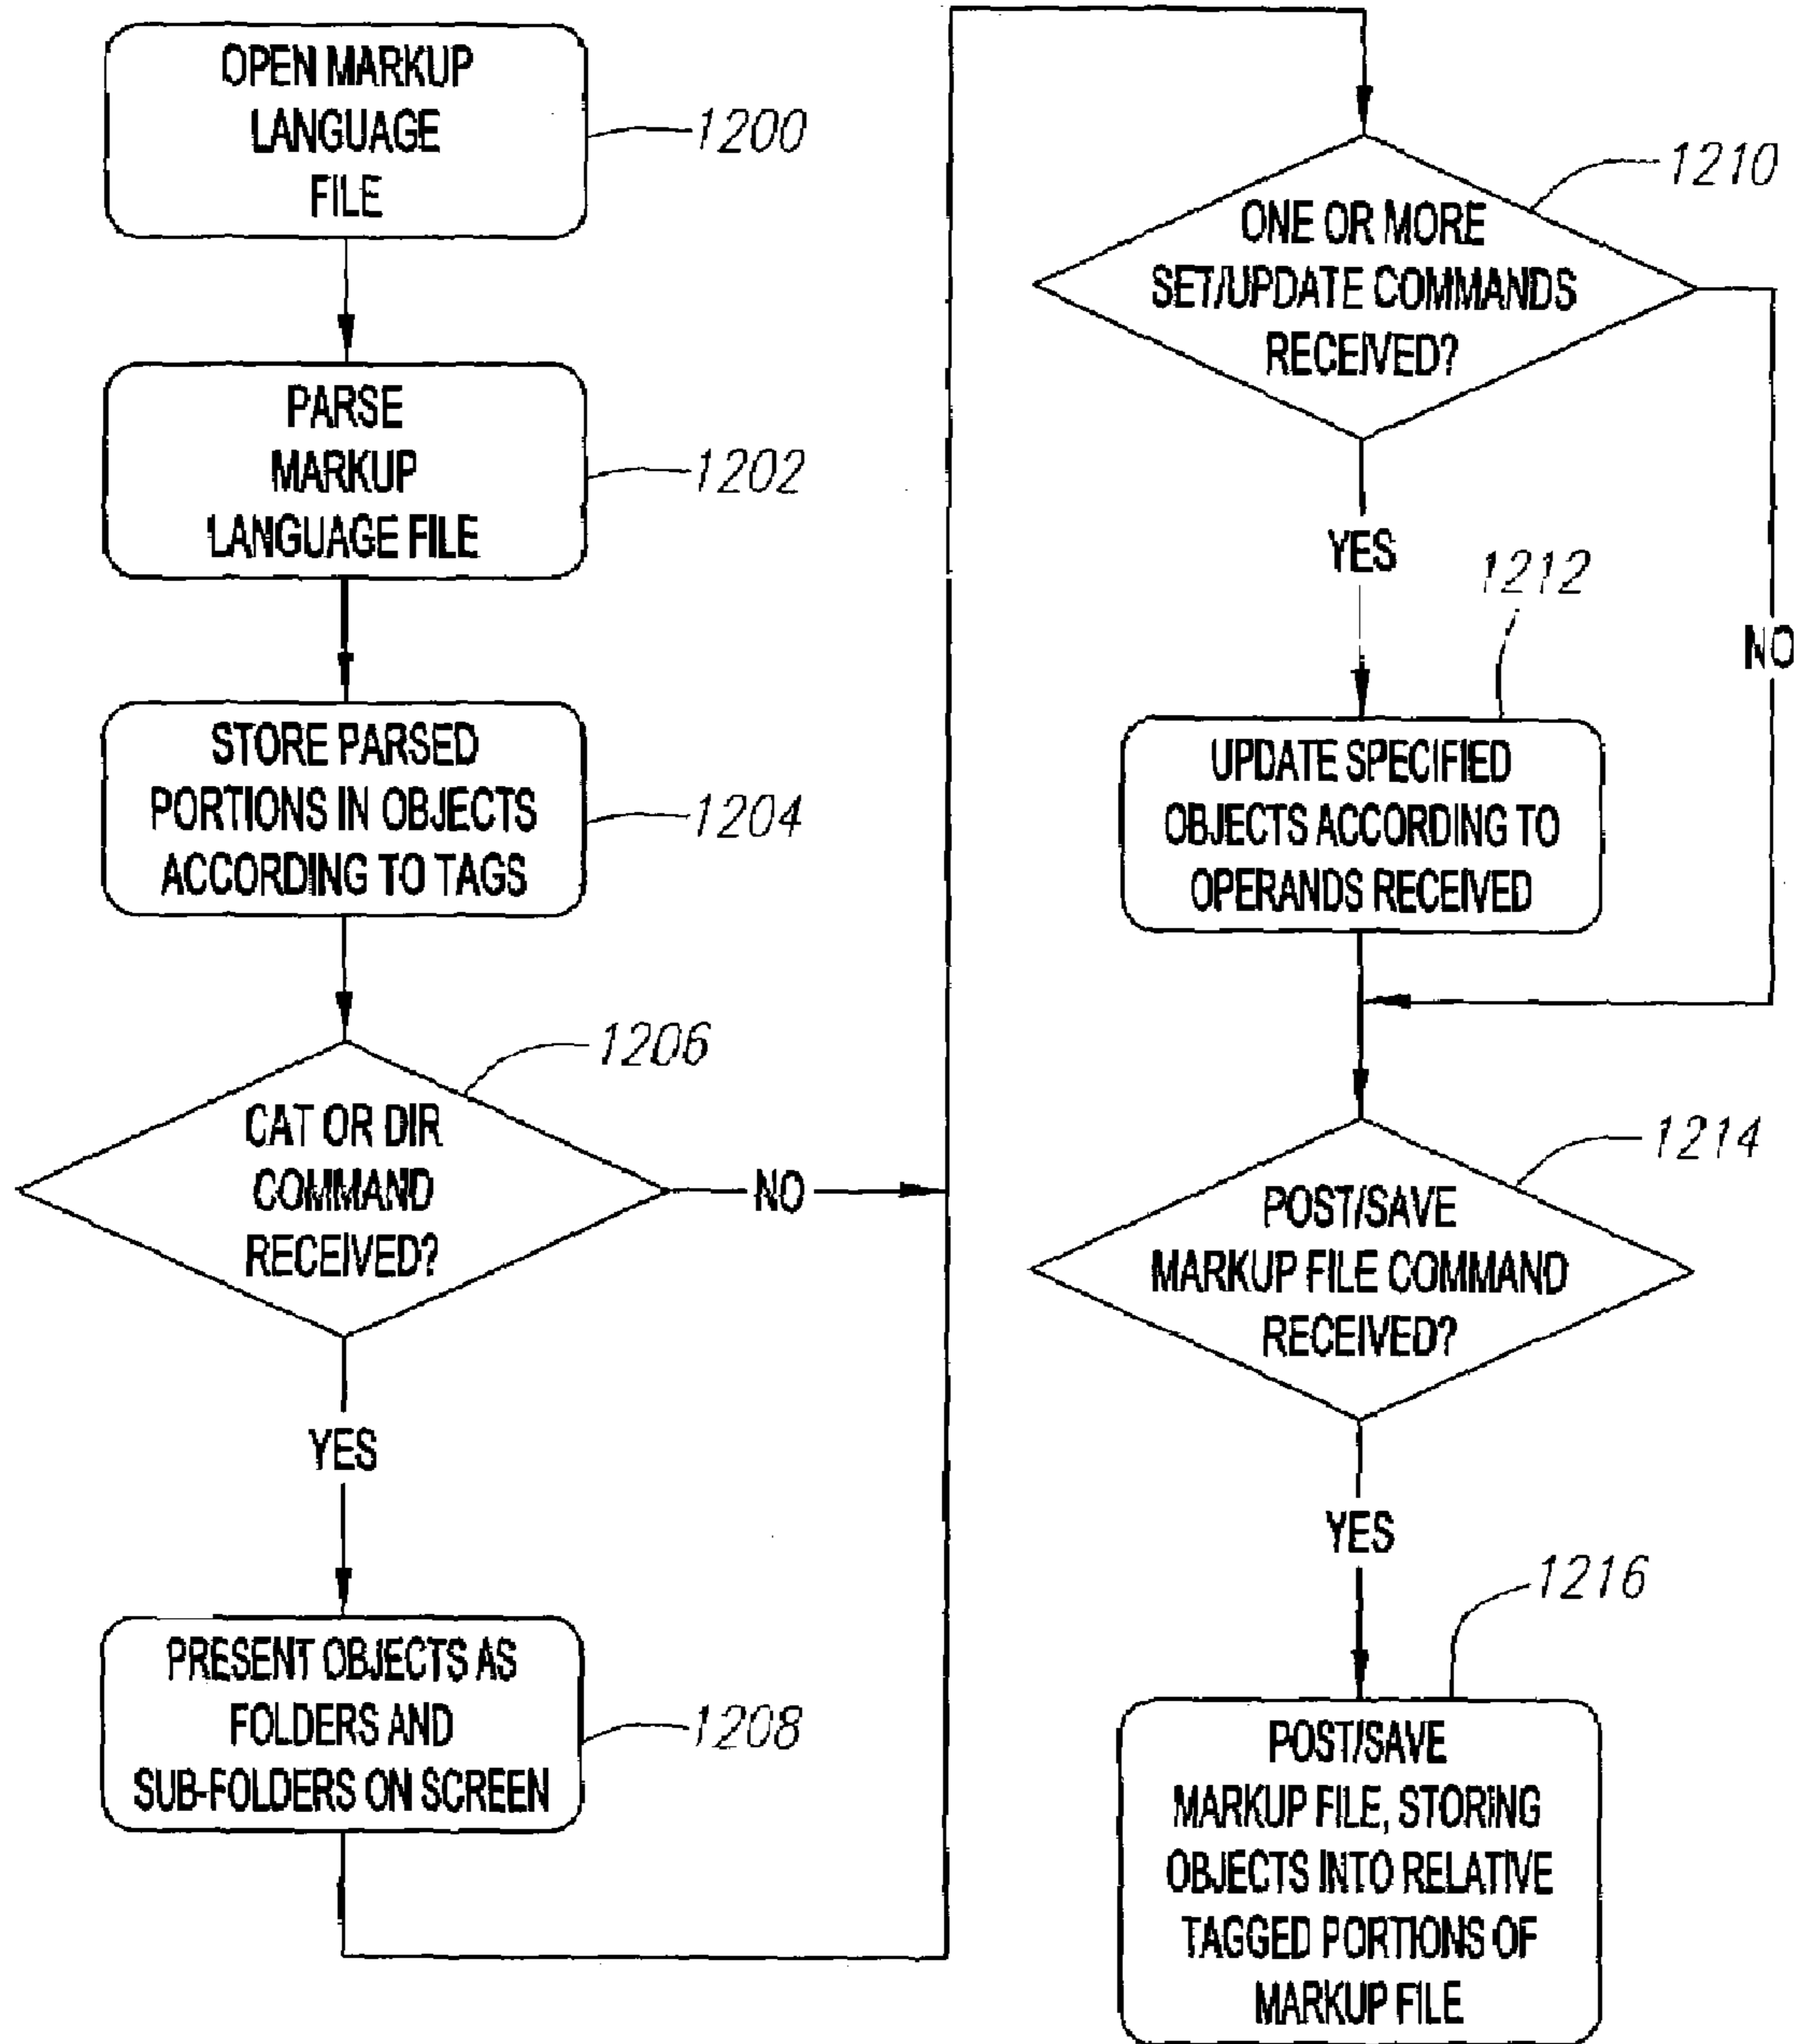 OPEN MARKUP
LANGUAGE
FILE
1200
PARSE
MARKUP
LANGUAGE FILE
1202
STORE PARSED
PORTIONS IN OBJECTS
ACCORDING TO TAGS
1204
CAT OR DIR
COMMAND
RECEIVED?
1206
NO
YES
PRESENT OBJECTS AS
FOLDERS AND
SUB-FOLDERS ON SCREEN
1208
ONE OR MORE
SET/UPDATE COMMANDS
RECEIVED?
1210
YES
NO
1212
UPDATE SPECIFIED
OBJECTS ACCORDING TO
OPERANDS RECEIVED
1214
POST/SAVE
MARKUP FILE COMMAND
RECEIVED?
YES
1216
POST/SAVE
MARKUP FILE, STORING
OBJECTS INTO RELATIVE
TAGGED PORTIONS OF
MARKUP FILE